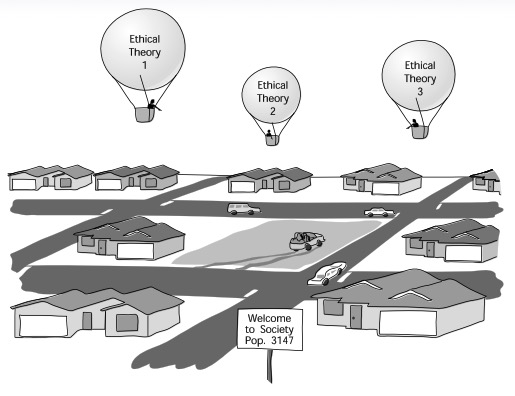 Ethical
Theory
1
Ethical
Theory
2
Ethical
Theory
3
Welcome
to Society
Pop. 3147